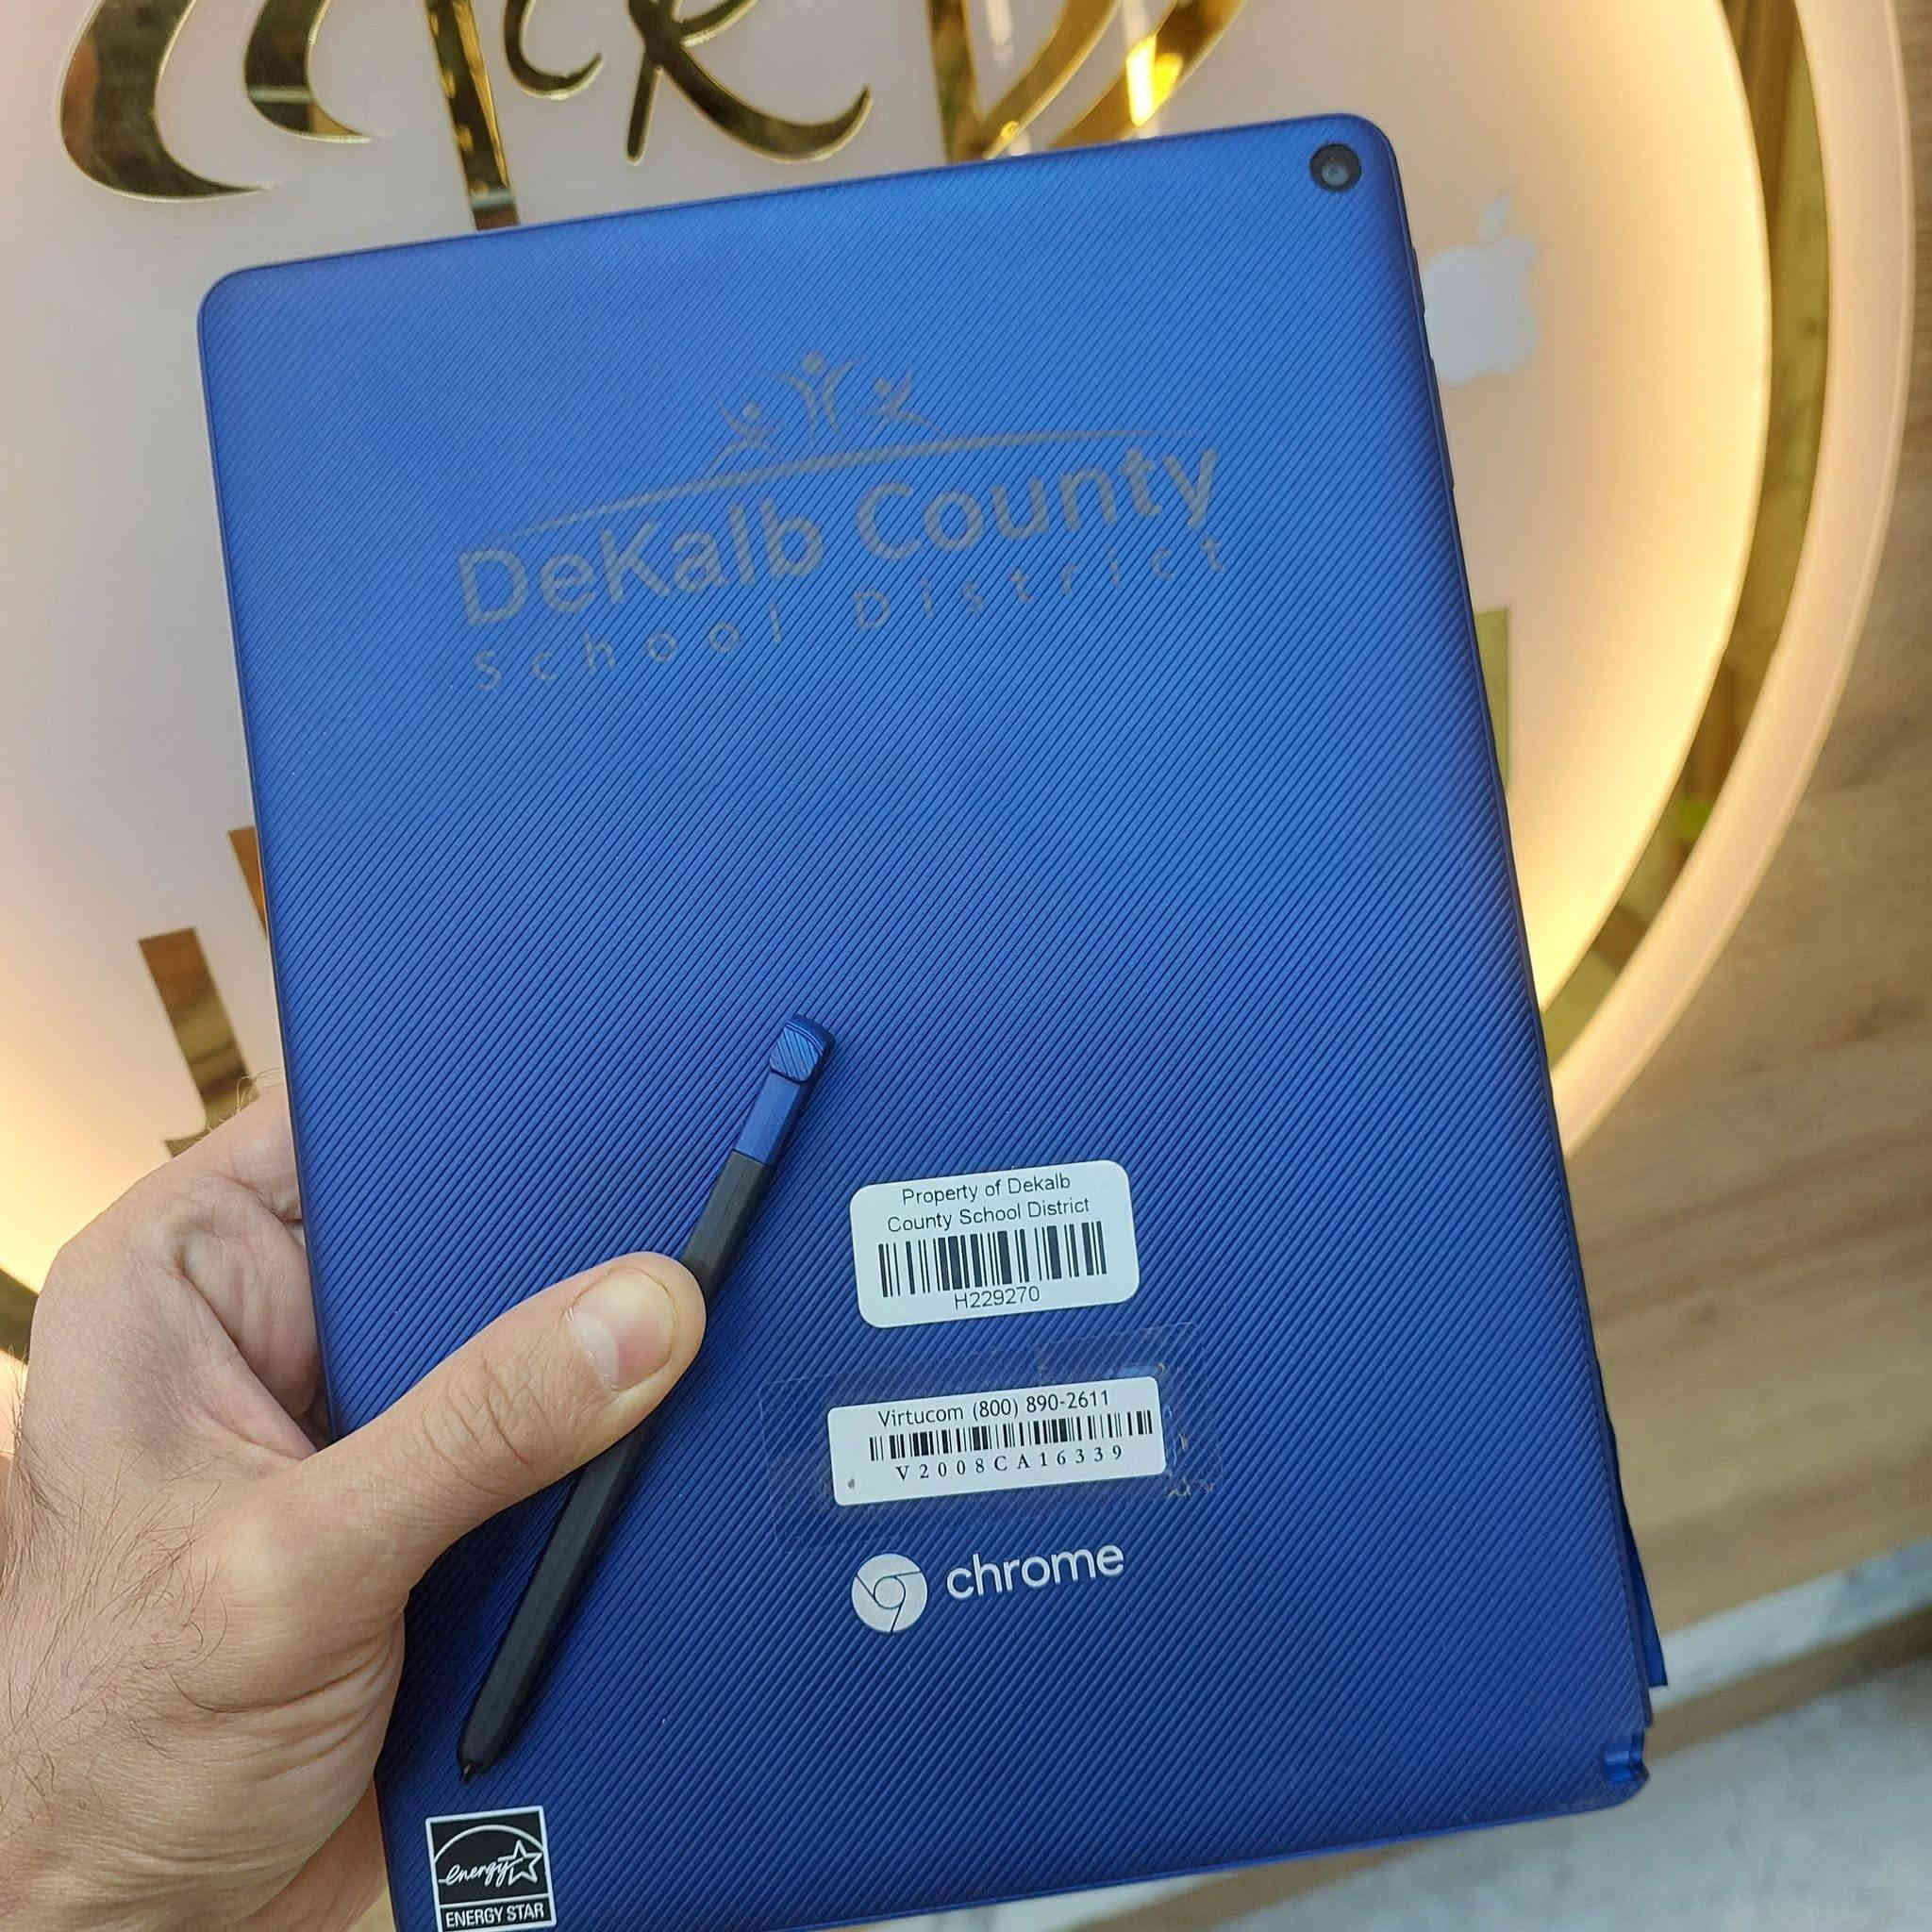 DeKalb County
School District
Property of Dekalb
County School District
H229270
Virtucom (800) 890-2611
V2008CA16339
chrome
energy
ENERGY STAR